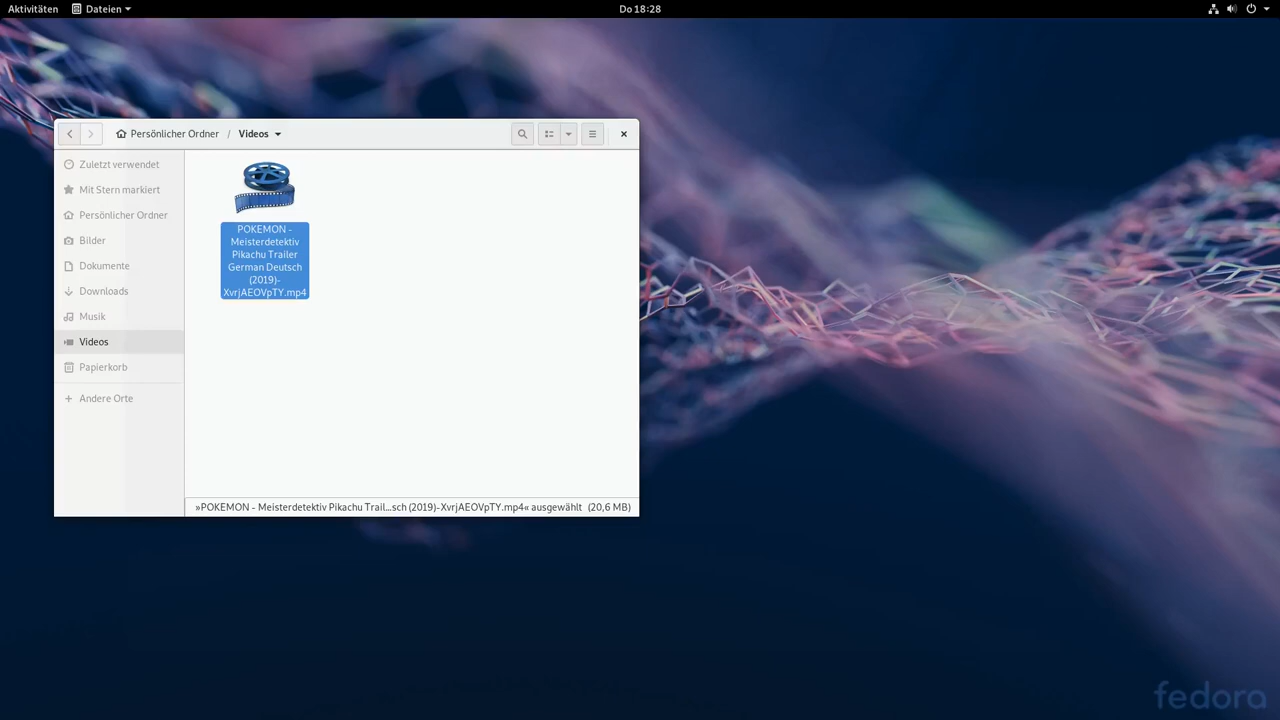 Aktivitäten Dateien Do 18:28
Persönlicher Ordner / Videos
Zuletzt verwendet
Mit Stern markiert
Persönlicher Ordner
Bilder
Dokumente
Downloads
Musik
Videos
Papierkorb
Andere Orte
POKEMON -
Meisterdetektiv
Pikachu Trailer
German Deutsch
(2019)-
XvrjAEOVpTY.mp4
»POKEMON - Meisterdetektiv Pikachu Trail…sch (2019)-XvrjAEOVpTY.mp4« ausgewählt (20,6 MB)
fedora